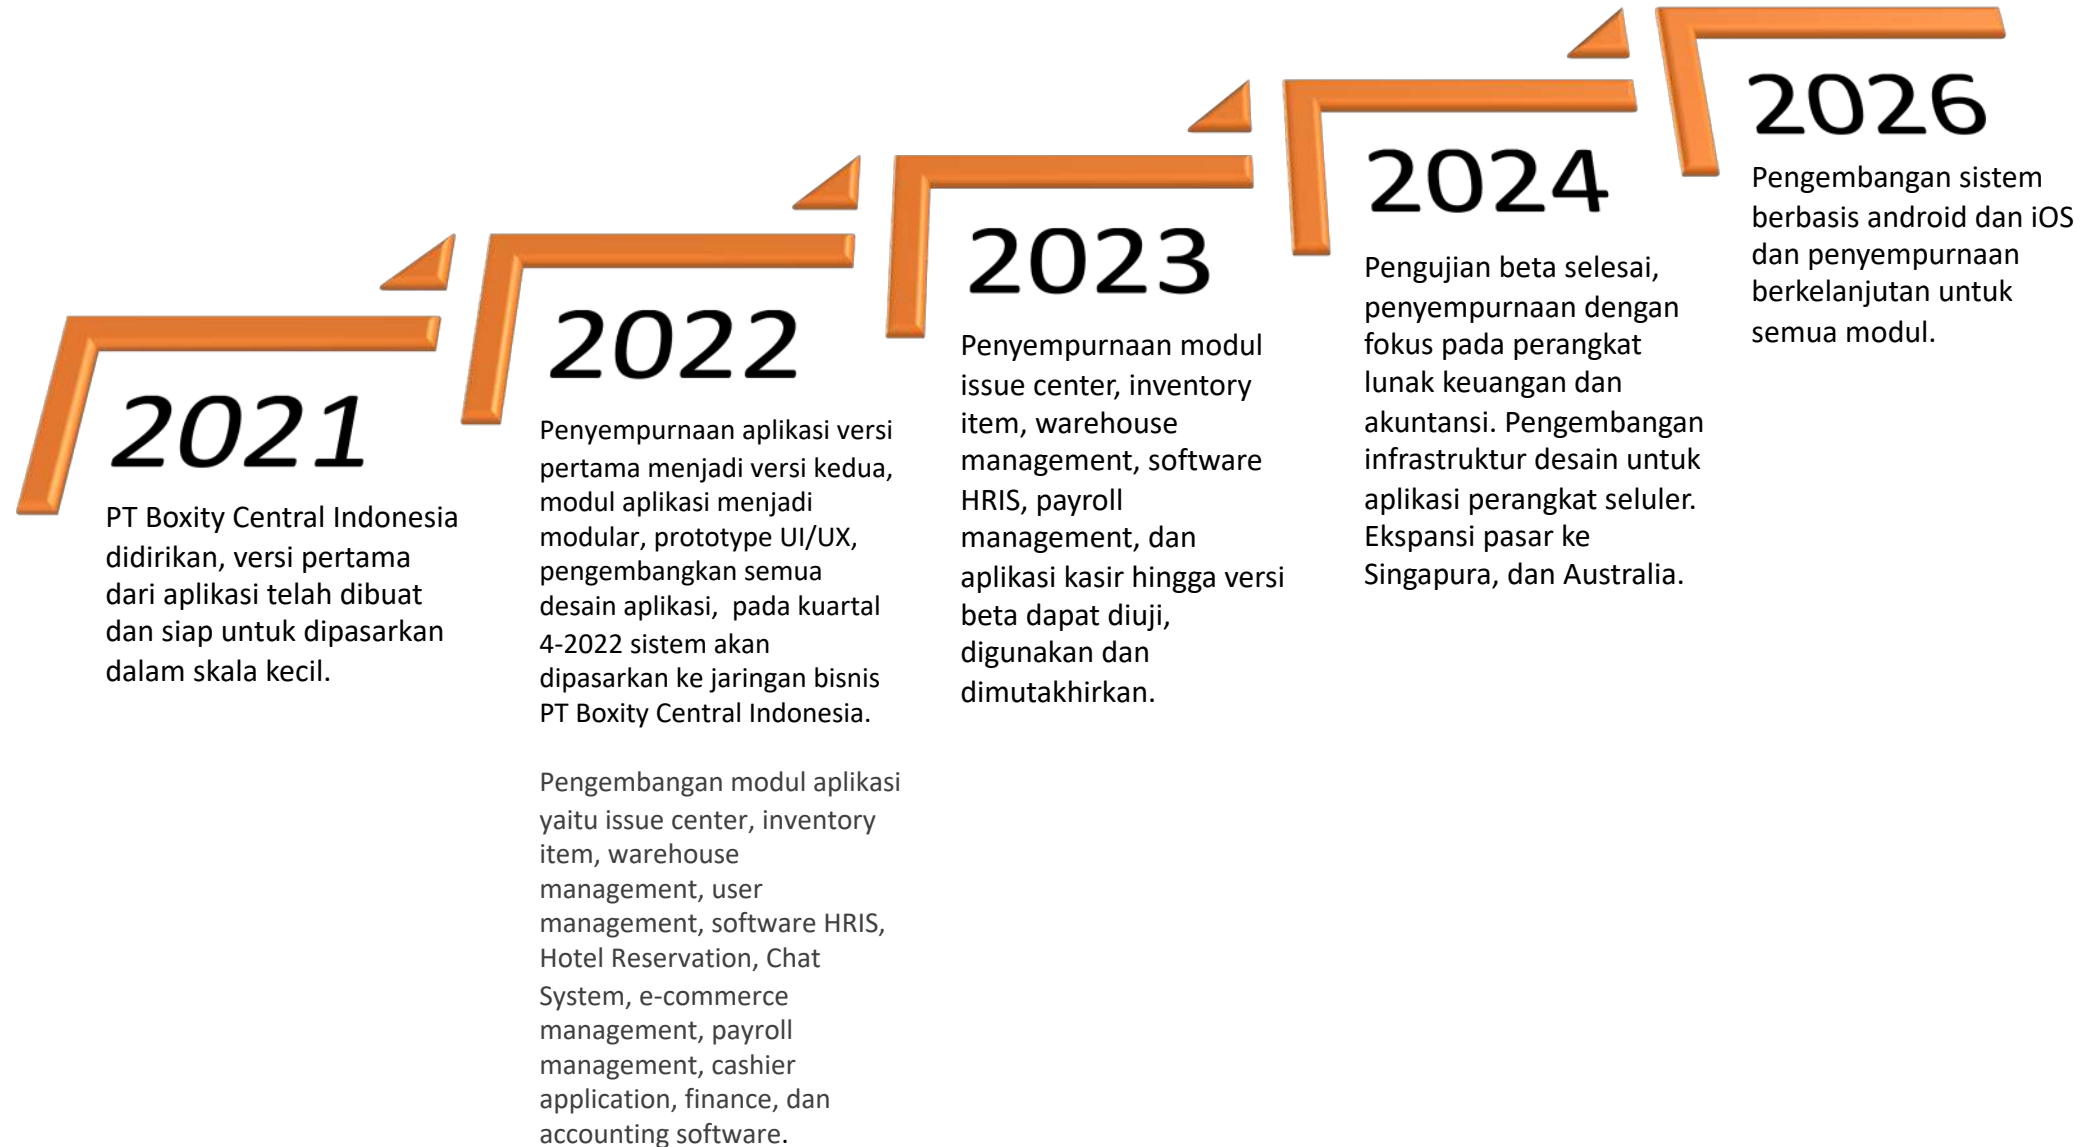 2021
PT Boxity Central Indonesia
didirikan, versi pertama
dari aplikasi telah dibuat
dan siap untuk dipasarkan
dalam skala kecil.
2022
Penyempurnaan aplikasi versi
pertama menjadi versi kedua,
modul aplikasi menjadi
modular, prototype UI/UX,
pengembangkan semua
desain aplikasi,  pada kuartal
4-2022 sistem akan
dipasarkan ke jaringan bisnis
PT Boxity Central Indonesia.
Pengembangan modul aplikasi
yaitu issue center, inventory
item, warehouse
management, user
management, software HRIS,
Hotel Reservation, Chat
System, e-commerce
management, payroll
management, cashier
application, finance, dan
accounting software.
2023
Penyempurnaan modul
issue center, inventory
item, warehouse
management, software
HRIS, payroll
management, dan
aplikasi kasir hingga versi
beta dapat diuji,
digunakan dan
dimutakhirkan.
2024
Pengujian beta selesai,
penyempurnaan dengan
fokus pada perangkat
lunak keuangan dan
akuntansi. Pengembangan
infrastruktur desain untuk
aplikasi perangkat seluler.
Ekspansi pasar ke
Singapura, dan Australia.
2026
Pengembangan sistem
berbasis android dan iOS
dan penyempurnaan
berkelanjutan untuk
semua modul.